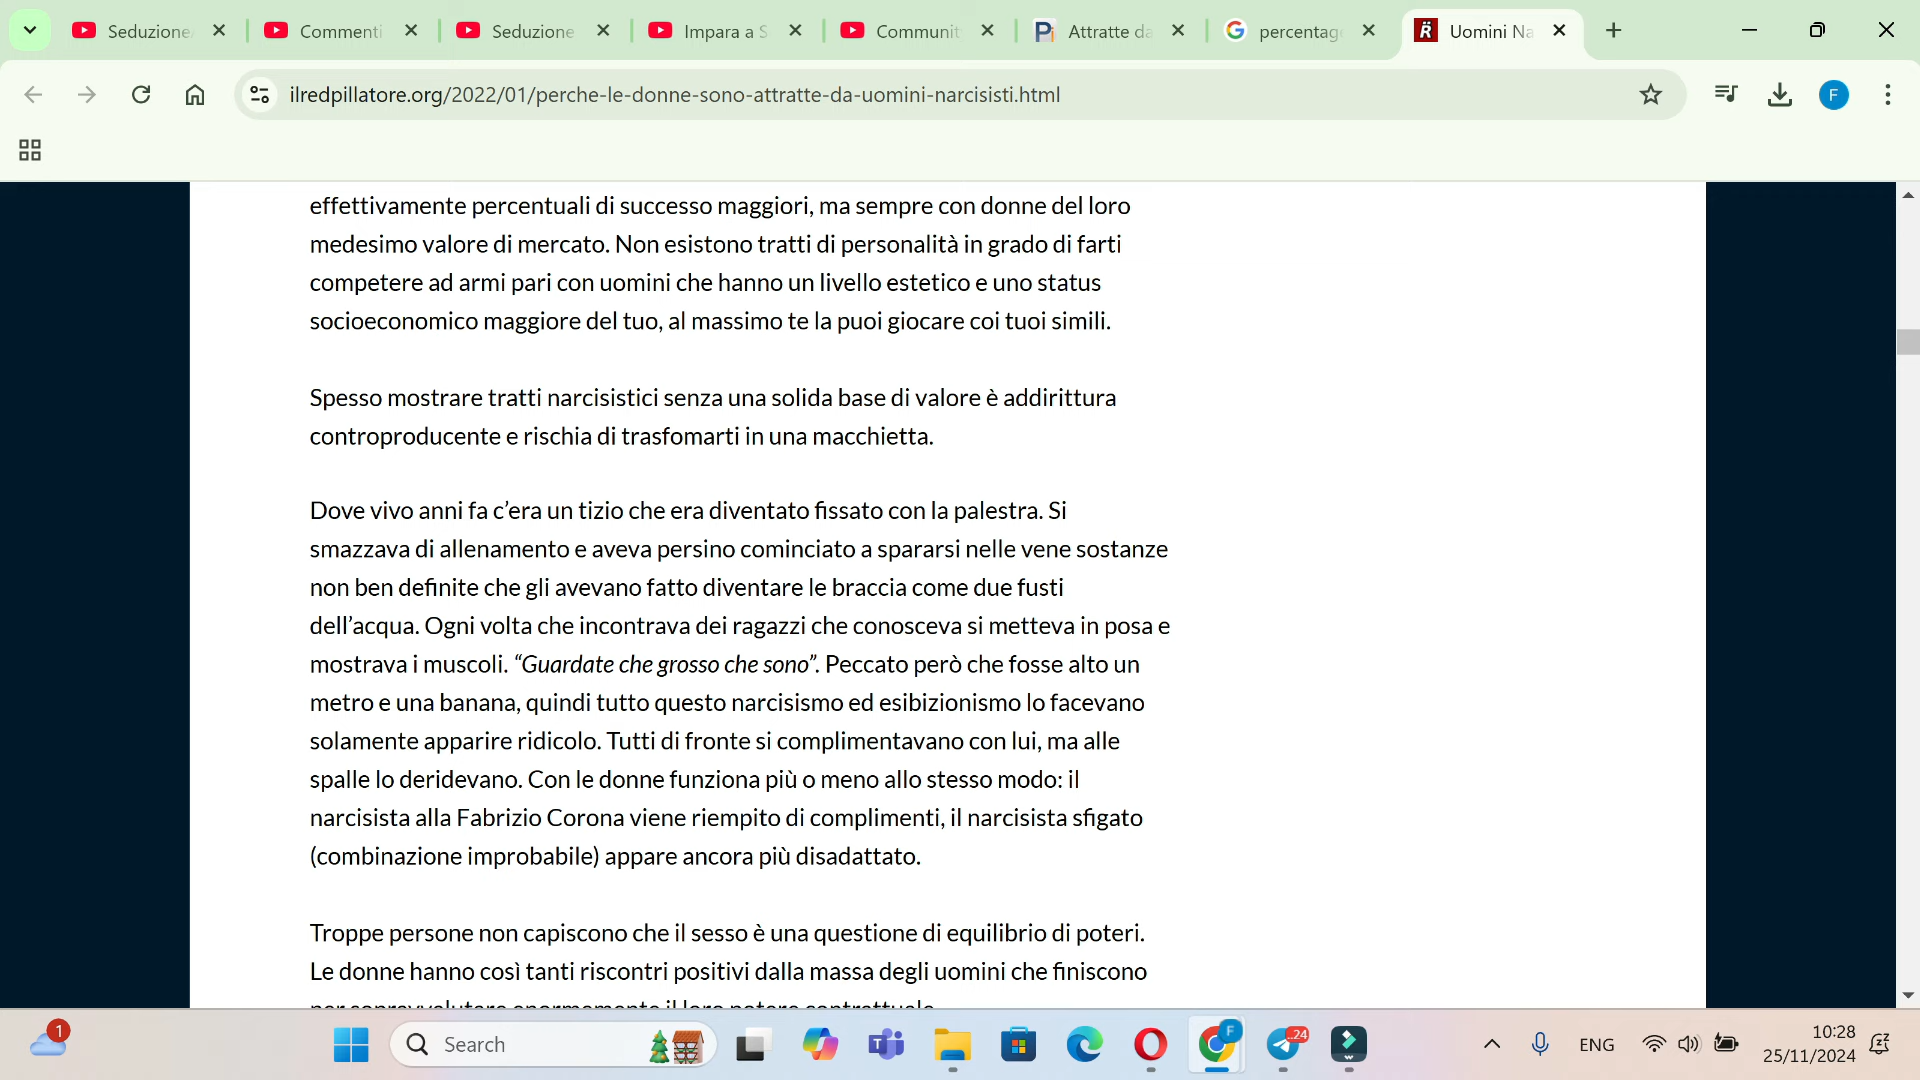 Seduzione
Commenti
Seduzione
Impara a S
Communit
Attratte da
percentag
Uomini Na
ilredpillatore.org/2022/01/perche-le-donne-sono-attratte-da-uomini-narcisisti.html
F
effettivamente percentuali di successo maggiori, ma sempre con donne del loro
medesimo valore di mercato. Non esistono tratti di personalità in grado di farti
competere ad armi pari con uomini che hanno un livello estetico e uno status
socioeconomico maggiore del tuo, al massimo te la puoi giocare coi tuoi simili.
Spesso mostrare tratti narcisistici senza una solida base di valore è addirittura
controproducente e rischia di trasfomarti in una macchietta.
Dove vivo anni fa c’era un tizio che era diventato fissato con la palestra. Si
smazzava di allenamento e aveva persino cominciato a spararsi nelle vene sostanze
non ben definite che gli avevano fatto diventare le braccia come due fusti
dell’acqua. Ogni volta che incontrava dei ragazzi che conosceva si metteva in posa e
mostrava i muscoli. “Guardate che grosso che sono”. Peccato però che fosse alto un
metro e una banana, quindi tutto questo narcisismo ed esibizionismo lo facevano
solamente apparire ridicolo. Tutti di fronte si complimentavano con lui, ma alle
spalle lo deridevano. Con le donne funziona più o meno allo stesso modo: il
narcisista alla Fabrizio Corona viene riempito di complimenti, il narcisista sfigato
(combinazione improbabile) appare ancora più disadattato.
Troppe persone non capiscono che il sesso è una questione di equilibrio di poteri.
Le donne hanno così tanti riscontri positivi dalla massa degli uomini che finiscono
per sopravvalutare enormemente il loro potere contrattuale.
1
Search
F
..24
ENG
10:28
25/11/2024